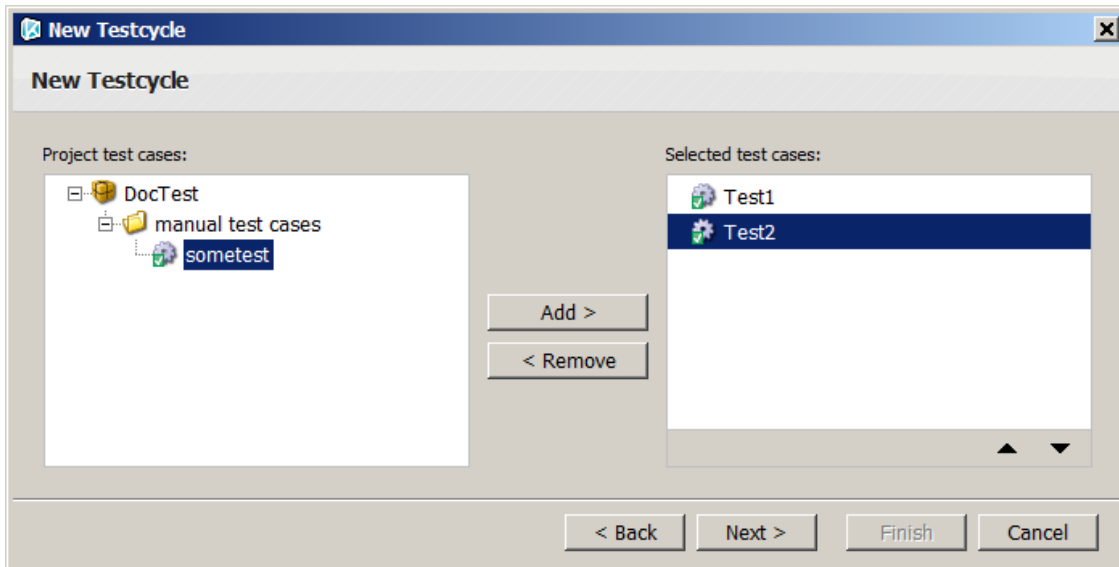 New Testcycle
New Testcycle
Project test cases:
DocTest
manual test cases
sometest
Add >
< Remove
Selected test cases:
Test1
Test2
< Back
Next >
Finish
Cancel